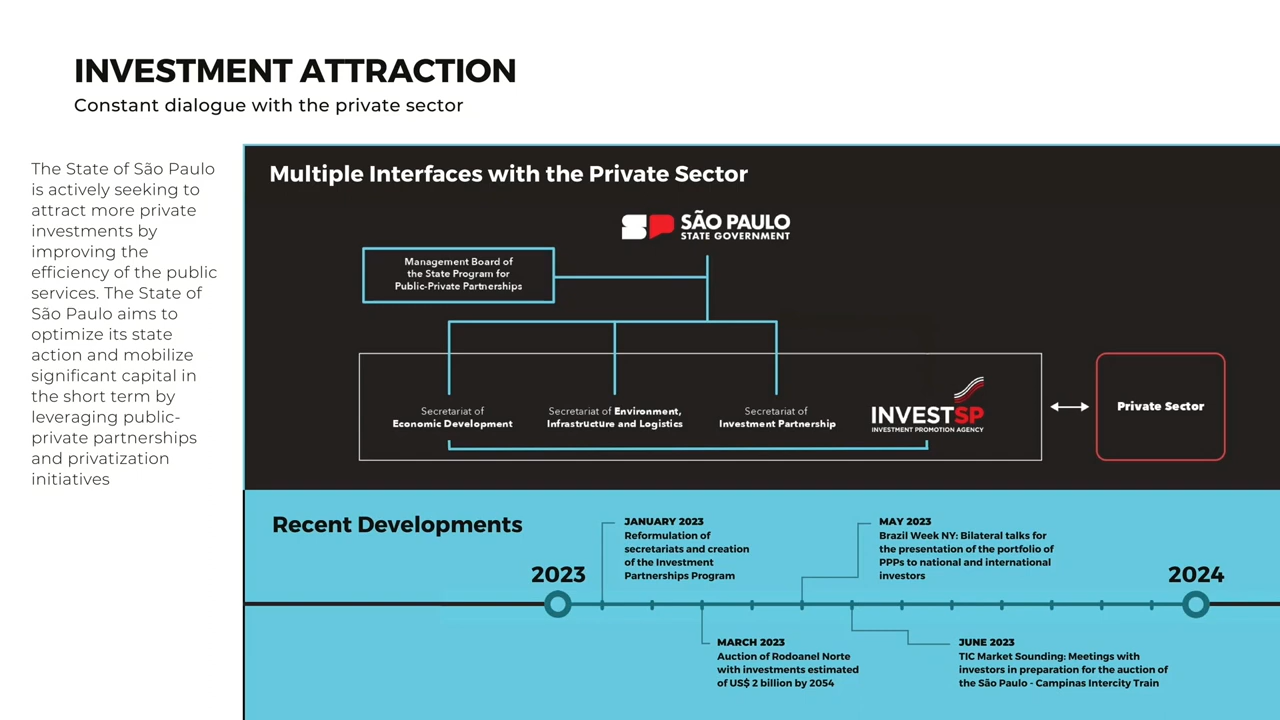 INVESTMENT ATTRACTION
Constant dialogue with the private sector
The State of São Paulo
is actively seeking to
attract more private
investments by
improving the
efficiency of the public
services. The State of
São Paulo aims to
optimize its state
action and mobilize
significant capital in
the short term by
leveraging public-
private partnerships
and privatization
initiatives
Multiple Interfaces with the Private Sector
SP SÃO PAULO
STATE GOVERNMENT
Management Board of
the State Program for
Public-Private Partnerships
Secretariat of
Economic Development
Secretariat of Environment,
Infrastructure and Logistics
Secretariat of
Investment Partnership
INVESTSP
INVESTMENT PROMOTION AGENCY
Private Sector
Recent Developments
2023
JANUARY 2023
Reformulation of
secretariats and creation
of the Investment
Partnerships Program
MARCH 2023
Auction of Rodoanel Norte
with investments estimated
of US$ 2 billion by 2054
MAY 2023
Brazil Week NY: Bilateral talks for
the presentation of the portfolio of
PPPs to national and international
investors
JUNE 2023
TIC Market Sounding: Meetings with
investors in preparation for the auction of
the São Paulo - Campinas Intercity Train
2024